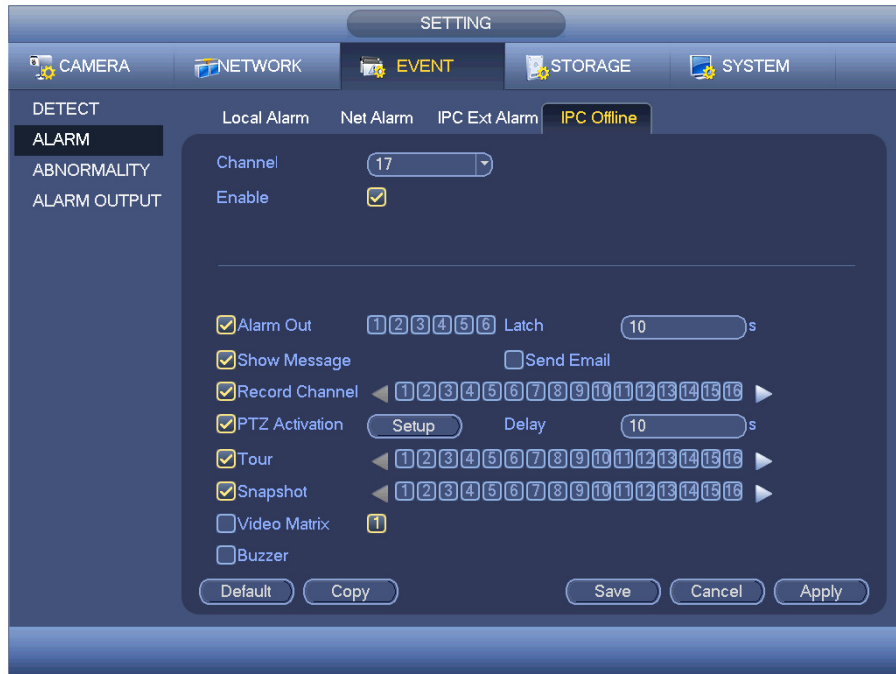 SETTING
CAMERA NETWORK EVENT STORAGE SYSTEM
DETECT
ALARM
ABNORMALITY
ALARM OUTPUT
Local Alarm Net Alarm IPC Ext Alarm IPC Offline
Channel 17
Enable
Alarm Out 1 2 3 4 5 6 Latch 10 s
Show Message Send Email
Record Channel 1 2 3 4 5 6 7 8 9 10 11 12 13 14 15 16
PTZ Activation Setup Delay 10 s
Tour 1 2 3 4 5 6 7 8 9 10 11 12 13 14 15 16
Snapshot 1 2 3 4 5 6 7 8 9 10 11 12 13 14 15 16
Video Matrix 1
Buzzer
Default Copy Save Cancel Apply